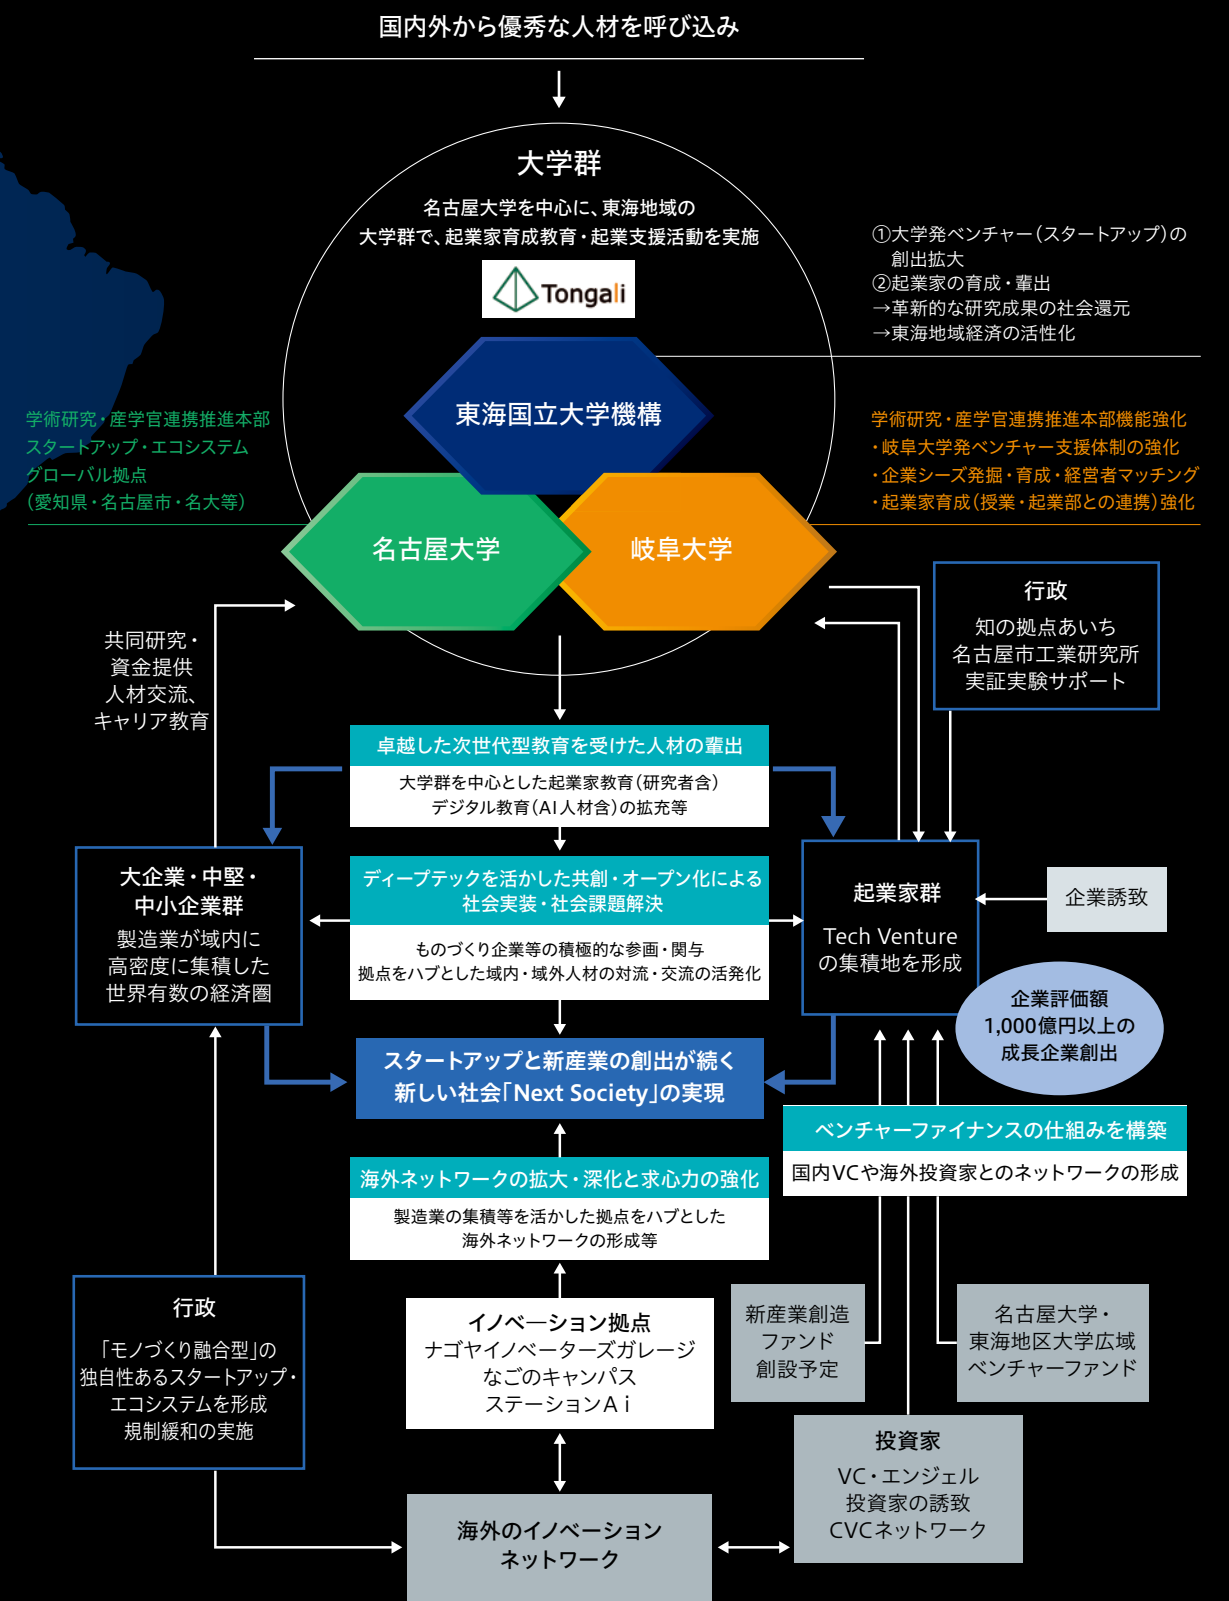 国内外から優秀な人材を呼び込み
大学群
名古屋大学を中心に、東海地域の
大学群で、起業家育成教育・起業支援活動を実施
Tongali
①大学発ベンチャー（スタートアップ）の
創出拡大
②起業家の育成・輩出
→革新的な研究成果の社会還元
→東海地域経済の活性化
東海国立大学機構
学術研究・産学官連携推進本部
スタートアップ・エコシステム
グローバル拠点
（愛知県・名古屋市・名大等）
学術研究・産学官連携推進本部機能強化
・岐阜大学発ベンチャー支援体制の強化
・企業シーズ発掘・育成・経営者マッチング
・起業家育成（授業・起業部との連携）強化
名古屋大学
岐阜大学
行政
知の拠点あいち
名古屋市工業研究所
実証実験サポート
共同研究・
資金提供
人材交流、
キャリア教育
卓越した次世代型教育を受けた人材の輩出
大学群を中心とした起業家教育（研究者含）
デジタル教育（AI人材含）の拡充等
大企業・中堅・
中小企業群
製造業が域内に
高密度に集積した
世界有数の経済圏
ディープテックを活かした共創・オープン化による
社会実装・社会課題解決
ものづくり企業等の積極的な参画・関与
拠点をハブとした域内・域外人材の対流・交流の活発化
起業家群
Tech Venture
の集積地を形成
企業誘致
企業評価額
1,000億円以上の
成長企業創出
スタートアップと新産業の創出が続く
新しい社会「Next Society」の実現
ベンチャーファイナンスの仕組みを構築
国内VCや海外投資家とのネットワークの形成
海外ネットワークの拡大・深化と求心力の強化
製造業の集積等を活かした拠点をハブとした
海外ネットワークの形成等
行政
「モノづくり融合型」の
独自性あるスタートアップ・
エコシステムを形成
規制緩和の実施
イノベーション拠点
ナゴヤイノベーターズガレージ
なごのキャンパス
ステーションAi
新産業創造
ファンド
創設予定
名古屋大学・
東海地区大学広域
ベンチャーファンド
投資家
VC・エンジェル
投資家の誘致
CVCネットワーク
海外のイノベーション
ネットワーク